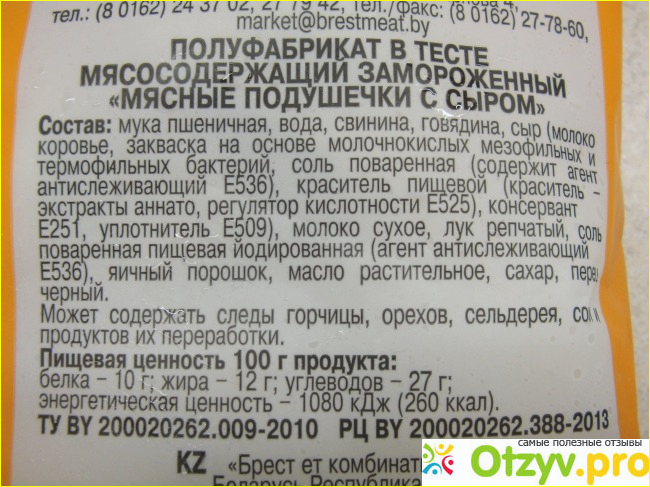 тел.: (8 0162) 24 37 02, 27 79 42, тел./факс: (8 0162) 27-78-60,
market@brestmeat.by
ПОЛУФАБРИКАТ В ТЕСТЕ
МЯСОСОДЕРЖАЩИЙ ЗАМОРОЖЕННЫЙ
«МЯСНЫЕ ПОДУШЕЧКИ С СЫРОМ»
Состав: мука пшеничная, вода, свинина, говядина, сыр (молоко
коровье, закваска на основе молочнокислых мезофильных и
термофильных бактерий, соль поваренная (содержит агент
антислеживающий Е536), краситель пищевой (краситель –
экстракты аннато, регулятор кислотности Е525), консервант
Е251, уплотнитель Е509), молоко сухое, лук репчатый, соль
поваренная пищевая йодированная (агент антислеживающий
Е536), яичный порошок, масло растительное, сахар, пере
черный.
Может содержать следы горчицы, орехов, сельдерея, сои и
продуктов их переработки.
Пищевая ценность 100 г продукта:
белка – 10 г; жира – 12 г; углеводов – 27 г;
энергетическая ценность – 1080 кДж (260 ккал).
ТУ BY 200020262.009-2010 РЦ BY 200020262.388-2013
KZ «Брест ет комбинат
Беларусь Республика
самые полезные отзывы
Otzyv.pro